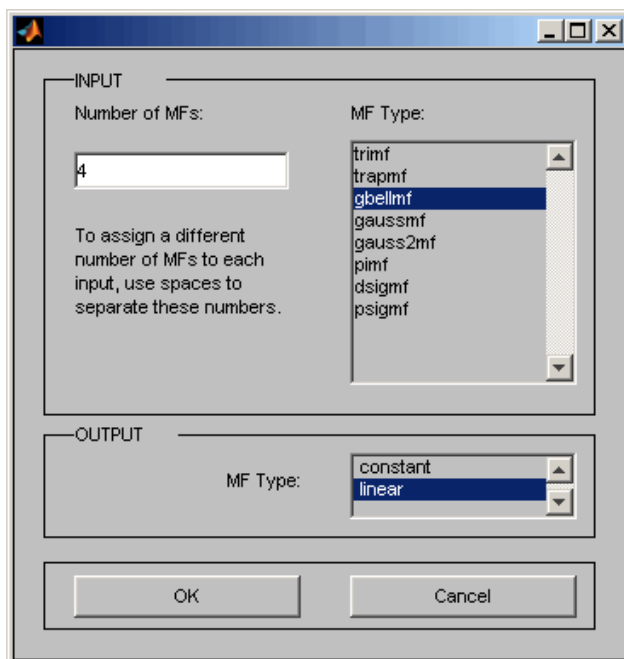 INPUT
Number of MFs:
4
To assign a different
number of MFs to each
input, use spaces to
separate these numbers.
MF Type:
trimf
trapmf
gbellmf
gaussmf
gauss2mf
pimf
dsigmf
psigmf
OUTPUT
MF Type:
constant
linear
OK
Cancel